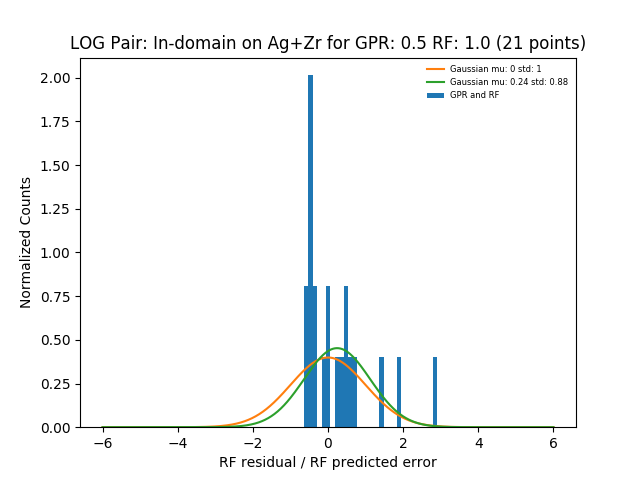 LOG Pair: In-domain on Ag+Zr for GPR: 0.5 RF: 1.0 (21 points)
Gaussian mu: 0 std: 1
Gaussian mu: 0.24 std: 0.88
GPR and RF
Normalized Counts
2.00
1.75
1.50
1.25
1.00
0.75
0.50
0.25
0.00
−6 −4 −2 0 2 4 6
RF residual / RF predicted error